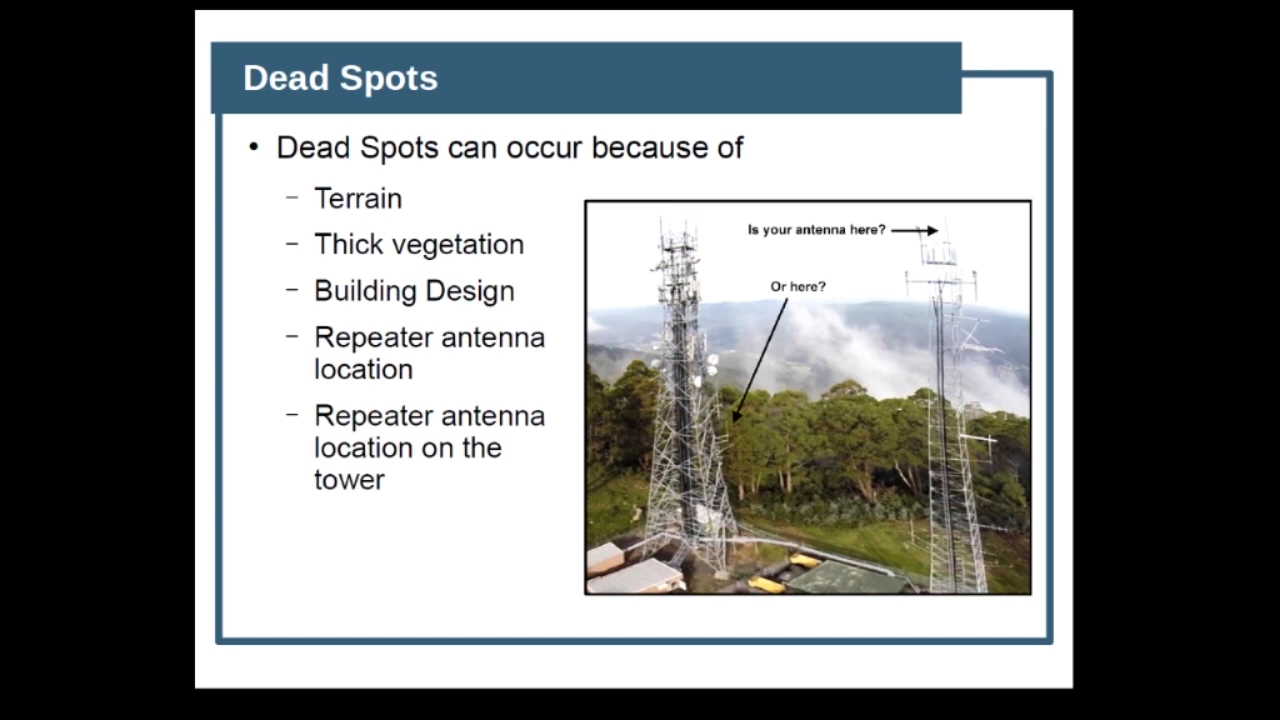 Dead Spots
• Dead Spots can occur because of
– Terrain
– Thick vegetation
– Building Design
– Repeater antenna
location
– Repeater antenna
location on the
tower
Is your antenna here?
Or here?